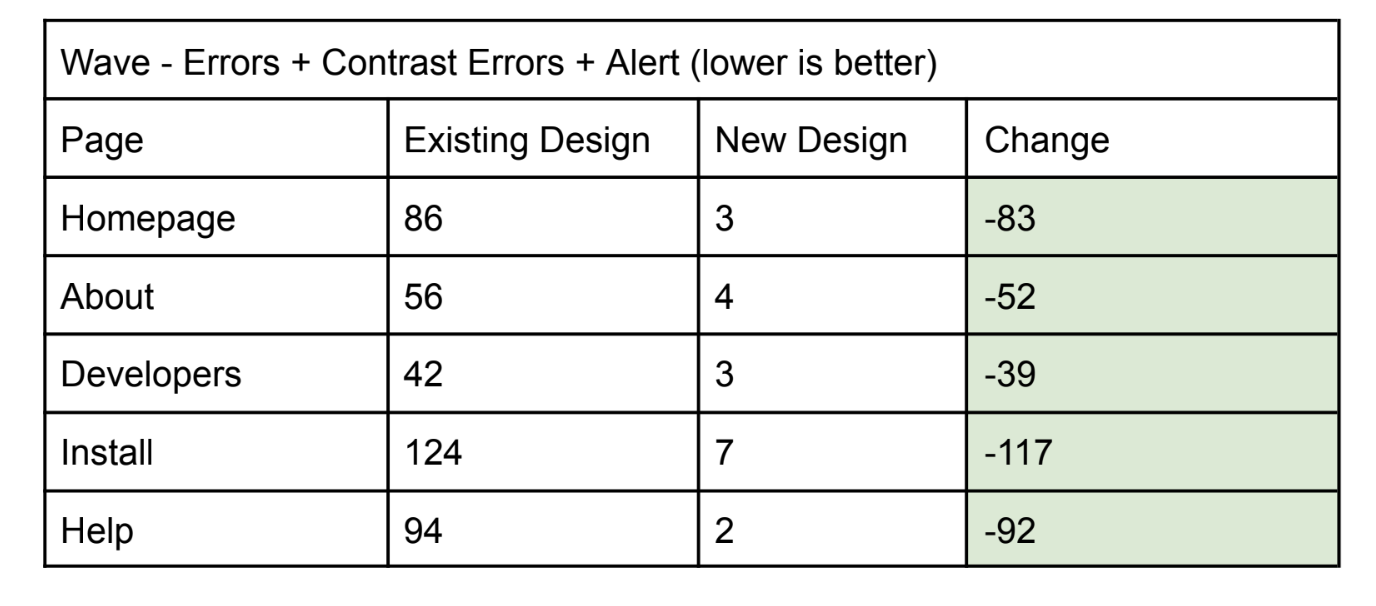 Wave - Errors + Contrast Errors + Alert (lower is better)
Page Existing Design New Design Change
Homepage 86 3 -83
About 56 4 -52
Developers 42 3 -39
Install 124 7 -117
Help 94 2 -92